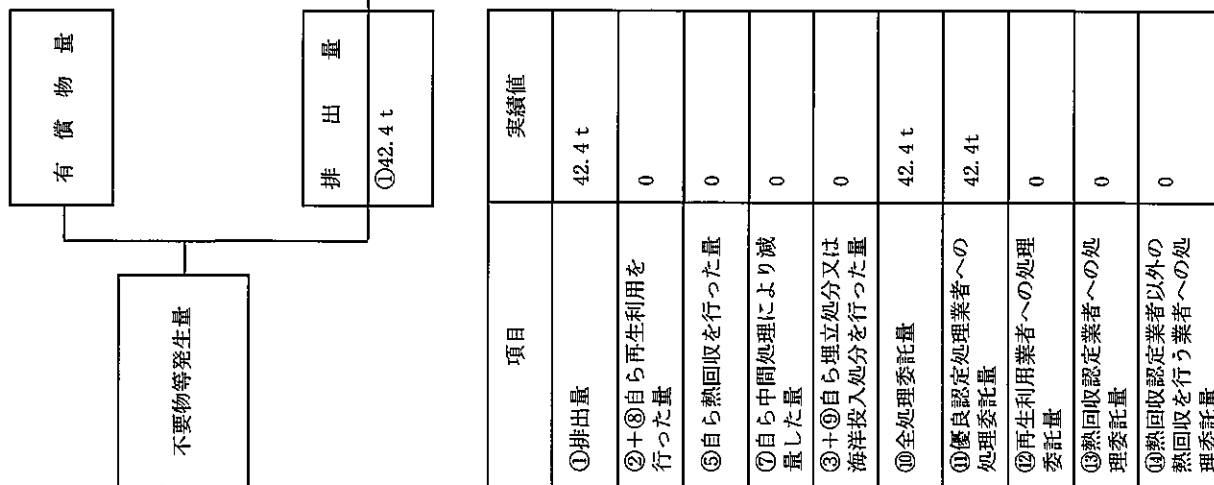 不要物等発生量
有償物量
排出量
①42.4 t
項目
実績値
①排出量
42.4 t
②+⑧自ら再生利用を
行った量
0
⑤自ら熱回収を行った量
0
⑦自ら中間処理により減
量した量
0
③+⑨自ら埋立処分又は
海洋投入処分を行った量
0
⑩全処理委託量
42.4 t
⑪優良認定処理業者への
処理委託量
42.4t
⑫再生利用業者への処理
委託量
0
⑬熱回収認定業者への処
理委託量
0
⑭熱回収認定業者以外の
熱回収を行う業者への処
理委託量
0